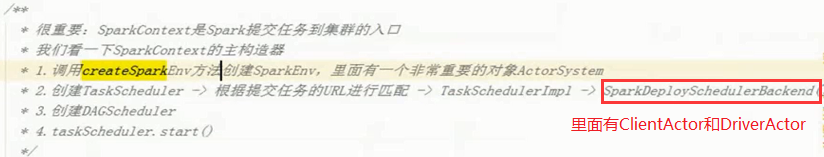 /**
* 很重要：SparkContext是Spark提交任务到集群的入口
* 我们看一下SparkContext的主构造器
* 1.调用createSparkEnv方法创建SparkEnv，里面有一个非常重要的对象ActorSystem
* 2.创建TaskScheduler -> 根据提交任务的URL进行匹配 -> TaskSchedulerImpl -> SparkDeploySchedulerBackend(
里面有ClientActor和DriverActor
* 3.创建DAGScheduler
* 4.taskScheduler.start()
*/